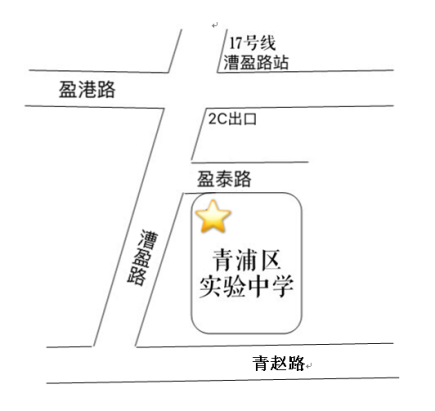 17号线
漕盈路站
盈港路
2C出口
盈泰路
漕盈路
青浦区
实验中学
青赵路